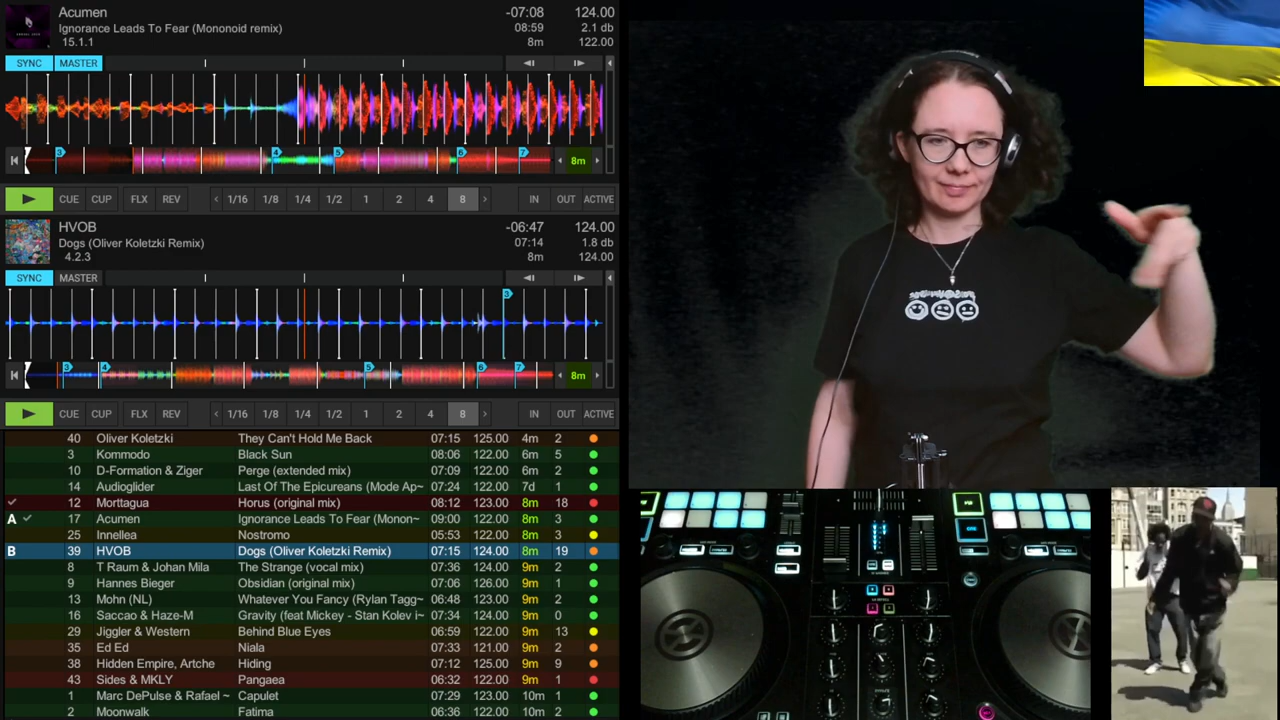 Acumen -07:08 124.00
Ignorance Leads To Fear (Mononoid remix) 08:59 2.1 db
15.1.1 8m 122.00
SYNC MASTER
3 4 5 6 7 8m
CUE CUP FLX REV < 1/16 1/8 1/4 1/2 1 2 4 8 > IN OUT ACTIVE
HVOB -06:47 124.00
Dogs (Oliver Koletzki Remix) 07:14 1.8 db
4.2.3 8m 124.00
SYNC MASTER
3
3 4 5 6 7 8m
CUE CUP FLX REV < 1/16 1/8 1/4 1/2 1 2 4 8 > IN OUT ACTIVE
40 Oliver Koletzki They Can't Hold Me Back 07:15 125.00 4m 2
3 Kommodo Black Sun 08:06 122.00 6m 5
10 D-Formation & Ziger Perge (extended mix) 07:09 122.00 6m 2
14 Audioglider Last Of The Epicureans (Mode Ap~ 07:24 122.00 7d 1
12 Morttagua Horus (original mix) 08:12 123.00 8m 18
A 17 Acumen Ignorance Leads To Fear (Monon~ 09:00 122.00 8m 3
25 Innellea Nostromo 05:53 122.00 8m 3
B 39 HVOB Dogs (Oliver Koletzki Remix) 07:15 124.00 8m 19
8 T Raum & Johan Mila The Strange (vocal mix) 07:36 124.00 9m 2
9 Hannes Bieger Obsidian (original mix) 07:06 126.00 9m 1
13 Mohn (NL) Whatever You Fancy (Rylan Tagg~ 06:48 123.00 9m 2
16 Saccao & Haze-M Gravity (feat Mickey - Stan Kolev i~ 07:34 124.00 9m 0
29 Jiggler & Western Behind Blue Eyes 06:59 122.00 9m 13
35 Ed Ed Niala 07:33 121.00 9m 2
38 Hidden Empire, Artche Hiding 07:12 125.00 9m 9
43 Sides & MKLY Pangaea 06:32 122.00 9m 1
1 Marc DePulse & Rafael ~ Capulet 07:29 123.00 10m 1
2 Moonwalk Fatima 06:36 122.00 10m 2